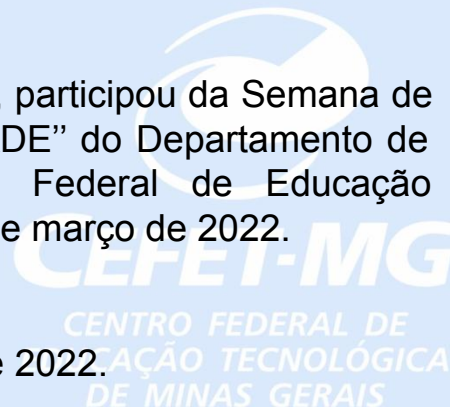 participou da Semana de
DE’’ do Departamento de
Federal de Educação
e março de 2022.
CEFET-MG
CENTRO FEDERAL DE
EDUCAÇÃO TECNOLÓGICA
e 2022.
DE MINAS GERAIS